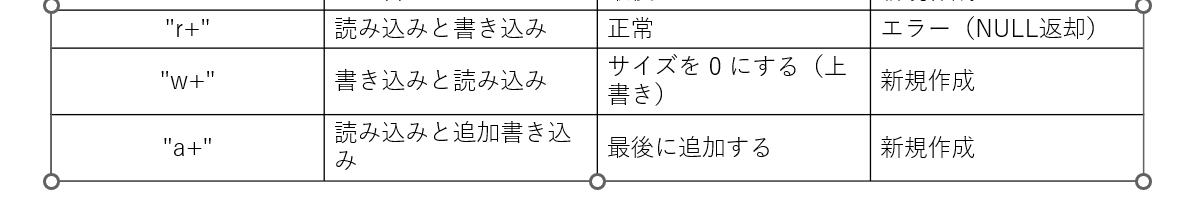 "r+" 読み込みと書き込み 正常 エラー（NULL返却）
"w+" 書き込みと読み込み サイズを 0 にする（上
書き） 新規作成
"a+" 読み込みと追加書き込
み 最後に追加する 新規作成